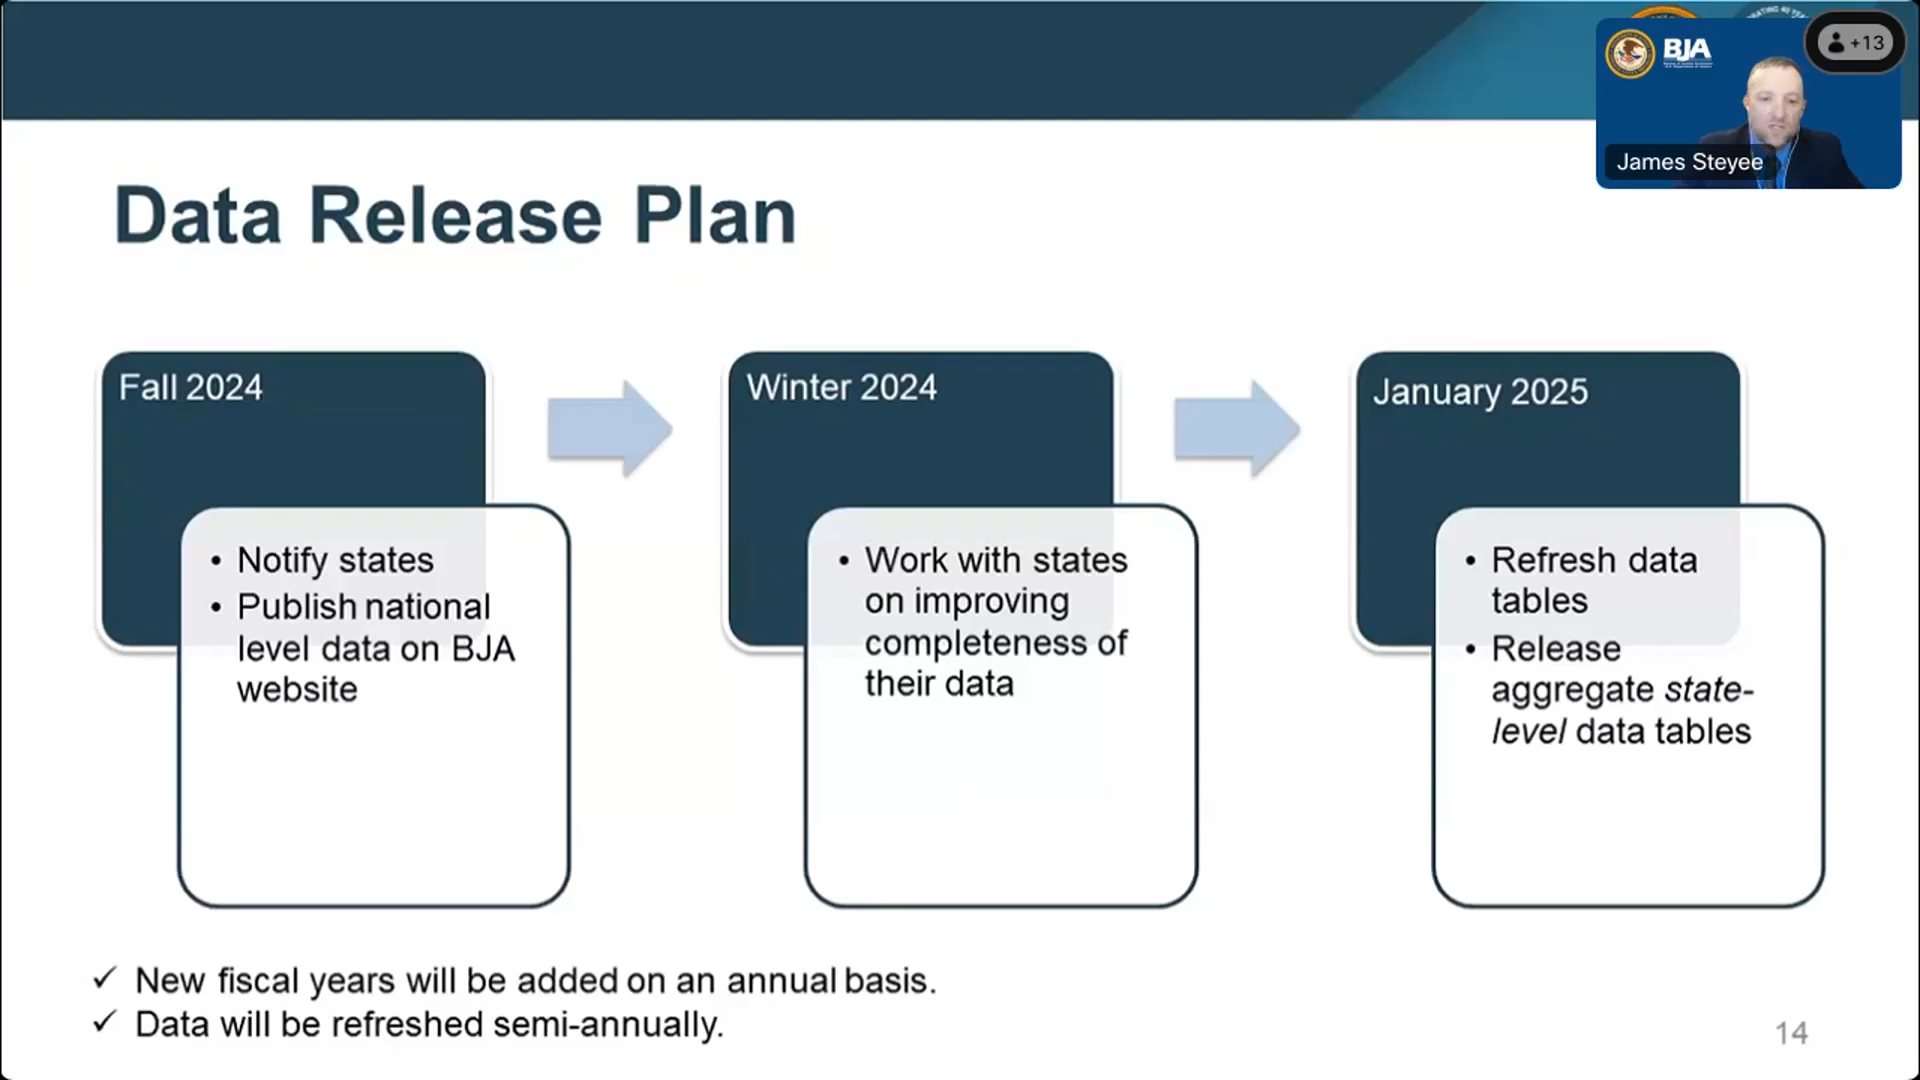 BJA
+13
James Steyee
Data Release Plan
Fall 2024
• Notify states
• Publish national
level data on BJA
website
Winter 2024
• Work with states
on improving
completeness of
their data
January 2025
• Refresh data
tables
• Release
aggregate state-
level data tables
✓ New fiscal years will be added on an annual basis.
✓ Data will be refreshed semi-annually.
14